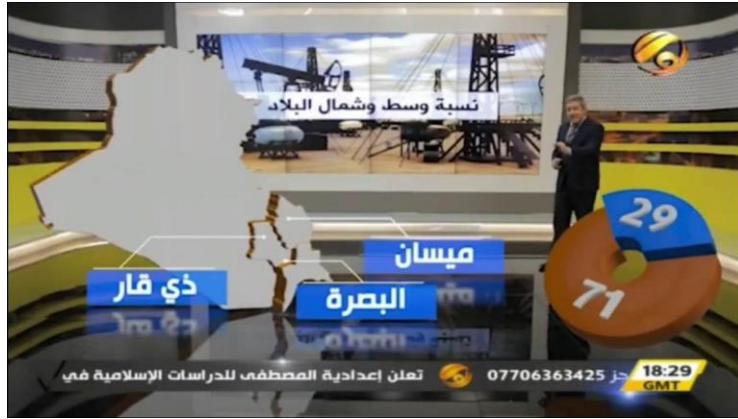 نسبة وسط وشمال البلاد
29
71
ميسان
ذي قار
البصرة
تعلن إعدادية المصطفى للدراسات الإسلامية في
07706363425
18:29
GMT